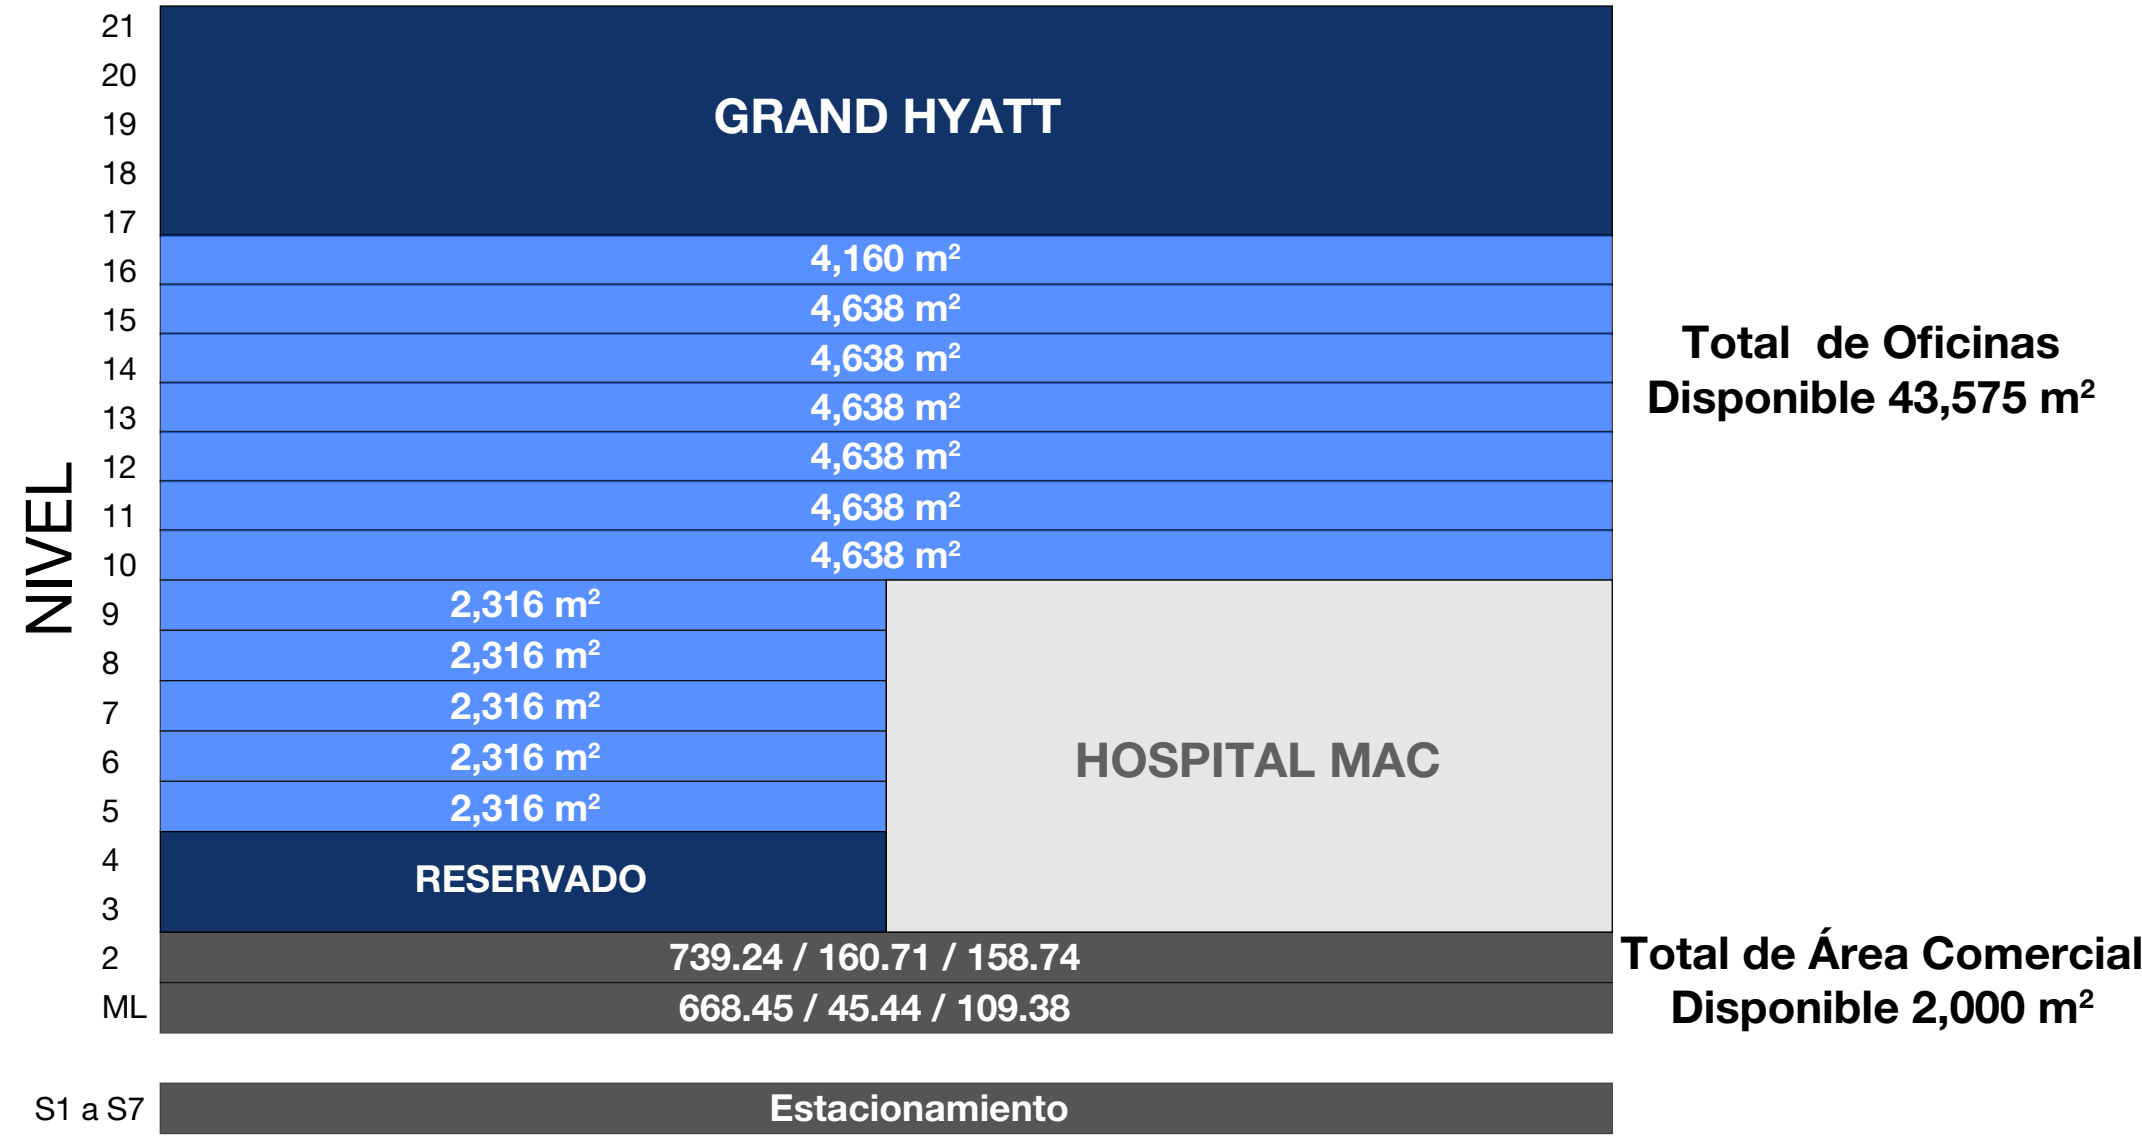 21
20
19
18
17
GRAND HYATT
16
4,160 m²
15
4,638 m²
14
4,638 m²
13
4,638 m²
12
4,638 m²
11
4,638 m²
10
4,638 m²
Total de Oficinas
Disponible 43,575 m²
NIVEL
9
2,316 m²
8
2,316 m²
7
2,316 m²
6
2,316 m²
5
2,316 m²
HOSPITAL MAC
4
3
RESERVADO
2
739.24 / 160.71 / 158.74
ML
668.45 / 45.44 / 109.38
Total de Área Comercial
Disponible 2,000 m²
S1 a S7
Estacionamiento